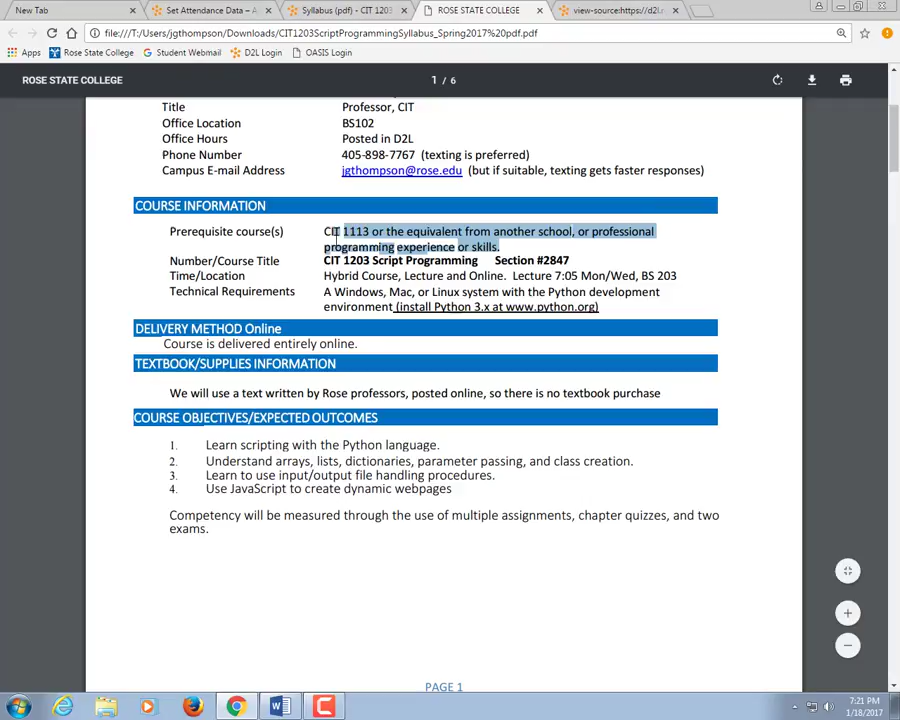 New Tab
Set Attendance Data – A
Syllabus (pdf) - CIT 1203
ROSE STATE COLLEGE
view-source:https://d2l.r
file:///T:/Users/jgthompson/Downloads/CIT1203ScriptProgrammingSyllabus_Spring2017%20pdf.pdf
Apps
Rose State College
Student Webmail
D2L Login
OASIS Login
ROSE STATE COLLEGE
1 / 6
Title Professor, CIT
Office Location BS102
Office Hours Posted in D2L
Phone Number 405-898-7767 (texting is preferred)
Campus E-mail Address jgthompson@rose.edu (but if suitable, texting gets faster responses)
COURSE INFORMATION
Prerequisite course(s) CIT 1113 or the equivalent from another school, or professional
programming experience or skills.
Number/Course Title CIT 1203 Script Programming Section #2847
Time/Location Hybrid Course, Lecture and Online. Lecture 7:05 Mon/Wed, BS 203
Technical Requirements A Windows, Mac, or Linux system with the Python development
environment (install Python 3.x at www.python.org)
DELIVERY METHOD Online
Course is delivered entirely online.
TEXTBOOK/SUPPLIES INFORMATION
We will use a text written by Rose professors, posted online, so there is no textbook purchase
COURSE OBJECTIVES/EXPECTED OUTCOMES
1. Learn scripting with the Python language.
2. Understand arrays, lists, dictionaries, parameter passing, and class creation.
3. Learn to use input/output file handling procedures.
4. Use JavaScript to create dynamic webpages
Competency will be measured through the use of multiple assignments, chapter quizzes, and two
exams.
PAGE 1
7:21 PM
1/18/2017